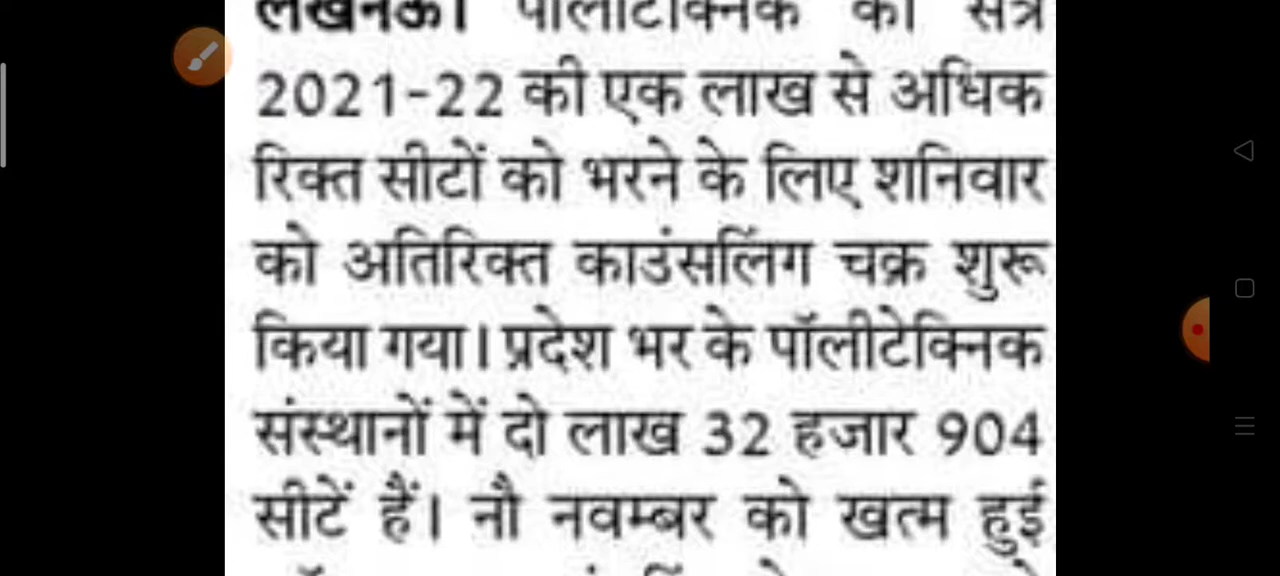 लखनऊ। पॉलीटेक्निक की सत्र
2021-22 की एक लाख से अधिक
रिक्त सीटों को भरने के लिए शनिवार
को अतिरिक्त काउंसलिंग चक्र शुरू
किया गया। प्रदेश भर के पॉलीटेक्निक
संस्थानों में दो लाख 32 हजार 904
सीटें हैं। नौ नवम्बर को खत्म हुई